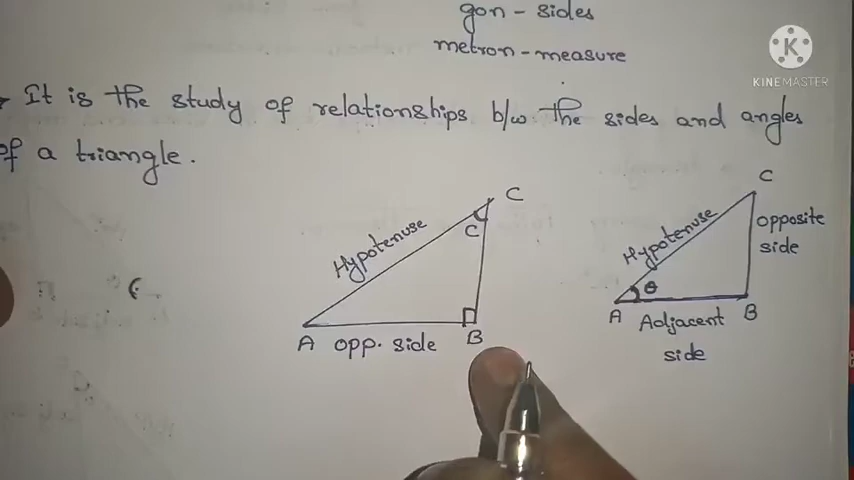 gon - sides
metron - measure
KINEMASTER
It is the study of relationships b/w the sides and angles
of a triangle.
C
C
Hypotenuse
A opp. side B
C
Hypotenuse
opposite
side
θ
A Adjacent B
side